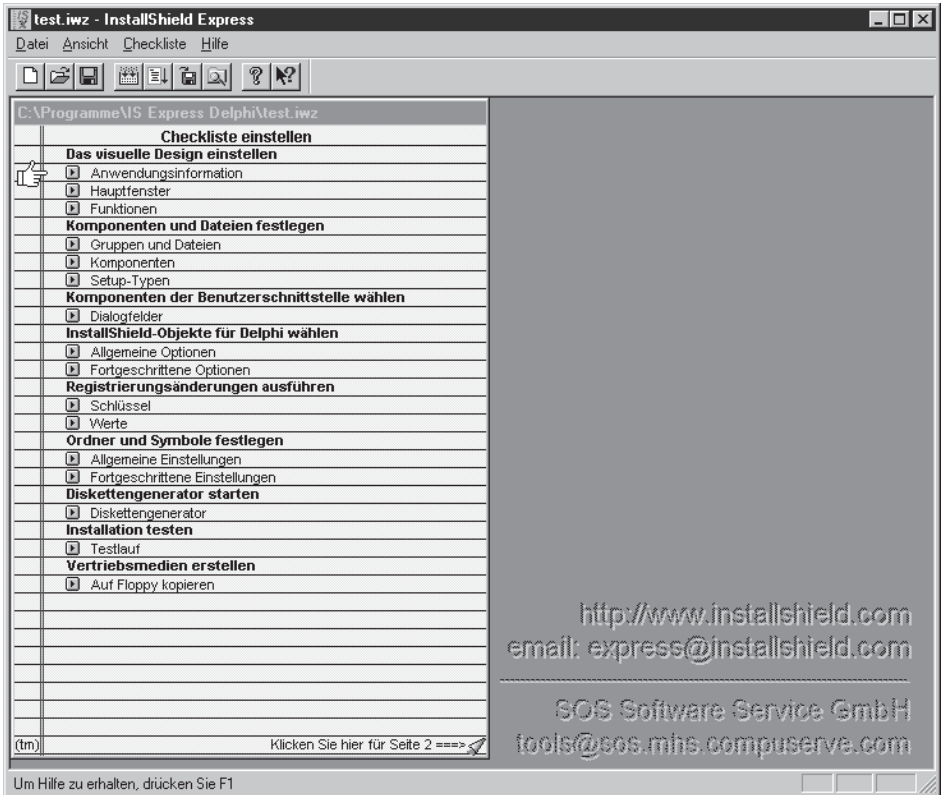 test.iwz - InstallShield Express
Datei Ansicht Checkliste Hilfe
C:\Programme\IS Express Delphi\test.iwz
Checkliste einstellen
Das visuelle Design einstellen
Anwendungsinformation
Hauptfenster
Funktionen
Komponenten und Dateien festlegen
Gruppen und Dateien
Komponenten
Setup-Typen
Komponenten der Benutzerschnittstelle wählen
Dialogfelder
InstallShield-Objekte für Delphi wählen
Allgemeine Optionen
Fortgeschrittene Optionen
Registrierungsänderungen ausführen
Schlüssel
Werte
Ordner und Symbole festlegen
Allgemeine Einstellungen
Fortgeschrittene Einstellungen
Diskettengenerator starten
Diskettengenerator
Installation testen
Testlauf
Vertriebsmedien erstellen
Auf Floppy kopieren
(tm)
Klicken Sie hier für Seite 2 ===>
http://www.installshield.com
email: express@installshield.com
SOS Software Service GmbH
tools@sos.mhs.compuserve.com
Um Hilfe zu erhalten, drücken Sie F1